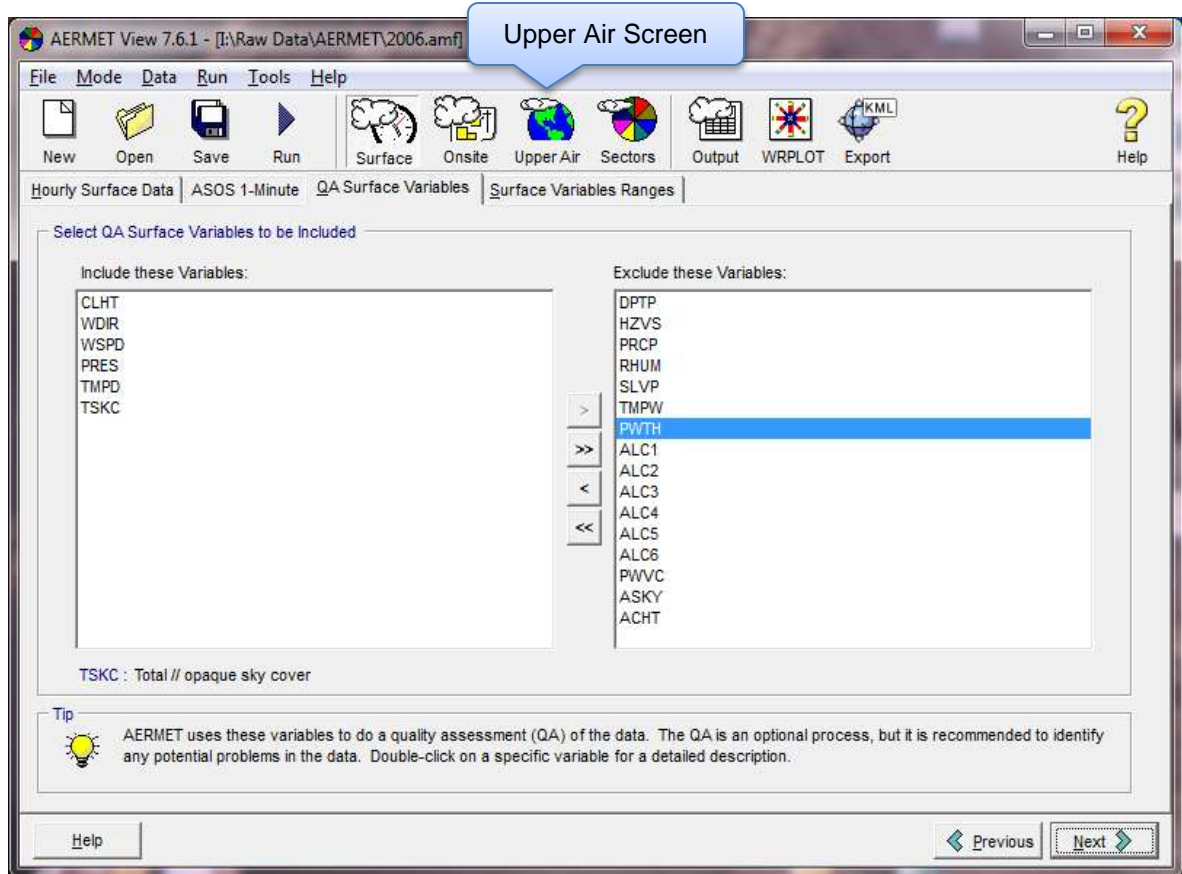 Upper Air Screen
AERMET View 7.6.1 - [I:\Raw Data\AERMET\2006.amf]
File Mode Data Run Tools Help
KML
New Open Save Run Surface Onsite Upper Air Sectors Output WRPLOT Export Help
Hourly Surface Data ASOS 1-Minute QA Surface Variables Surface Variables Ranges
Select QA Surface Variables to be Included
Include these Variables:
CLHT
WDIR
WSPD
PRES
TMPD
TSKC
>
>>
<
<<
Exclude these Variables:
DPTP
HZVS
PRCP
RHUM
SLVP
TMPW
PWTH
ALC1
ALC2
ALC3
ALC4
ALC5
ALC6
PWVC
ASKY
ACHT
TSKC : Total // opaque sky cover
Tip
AERMET uses these variables to do a quality assessment (QA) of the data. The QA is an optional process, but it is recommended to identify
any potential problems in the data. Double-click on a specific variable for a detailed description.
Help Previous Next